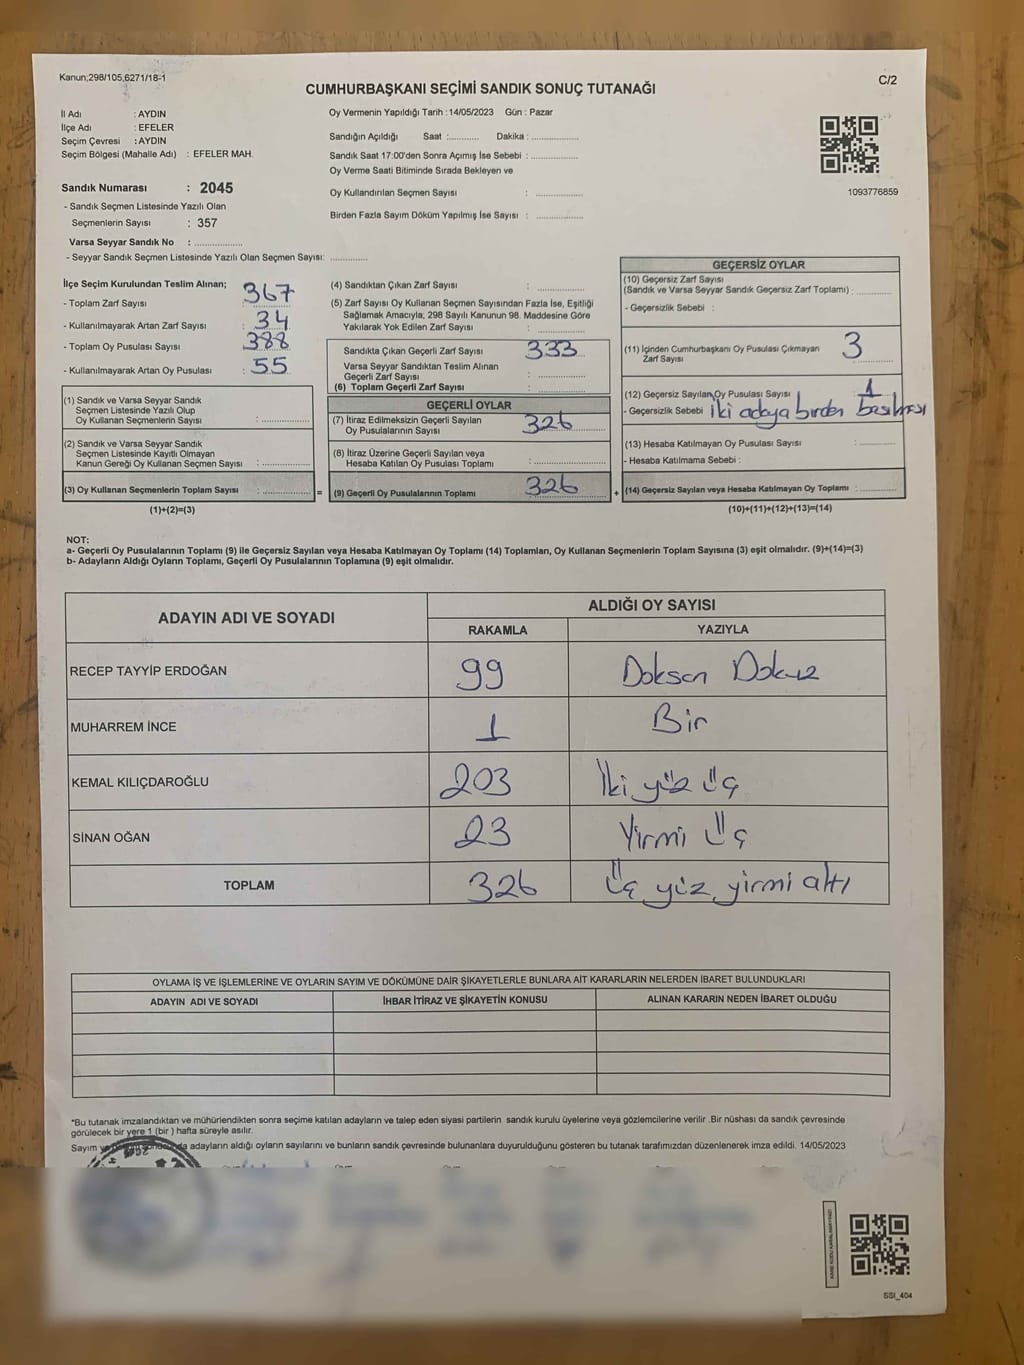 Kanun;298/105,6271/18-1
C/2
CUMHURBAŞKANI SEÇİMİ SANDIK SONUÇ TUTANAĞI
İl Adı : AYDIN
İlçe Adı : EFELER
Seçim Çevresi : AYDIN
Seçim Bölgesi (Mahalle Adı) : EFELER MAH.
Sandık Numarası : 2045
- Sandık Seçmen Listesinde Yazılı Olan
Seçmenlerin Sayısı : 357
Varsa Seyyar Sandık No : ...................
- Seyyar Sandık Seçmen Listesinde Yazılı Olan Seçmen Sayısı: ..............
Oy Vermenin Yapıldığı Tarih :14/05/2023 Gün : Pazar
Sandığın Açıldığı Saat :........... Dakika : ..................
Sandık Saat 17:00'den Sonra Açımış İse Sebebi : ..................
Oy Verme Saati Bitiminde Sırada Bekleyen ve
Oy Kullandırılan Seçmen Sayısı : ..................
Birden Fazla Sayım Döküm Yapılmış İse Sayısı : ..................
1093776859
İlçe Seçim Kurulundan Teslim Alınan;
- Toplam Zarf Sayısı : 367
- Kullanılmayarak Artan Zarf Sayısı : 34
- Toplam Oy Pusulası Sayısı : 388
- Kullanılmayarak Artan Oy Pusulası : 55
(1) Sandık ve Varsa Seyyar Sandık
Seçmen Listesinde Yazılı Olup
Oy Kullanan Seçmenlerin Sayısı : ..................
(2) Sandık ve Varsa Seyyar Sandık
Seçmen Listesinde Kayıtlı Olmayan
Kanun Gereği Oy Kullanan Seçmen Sayısı : ..................
(3) Oy Kullanan Seçmenlerin Toplam Sayısı : ..................
(1)+(2)=(3)
=
(4) Sandıktan Çıkan Zarf Sayısı : ..................
(5) Zarf Sayısı Oy Kullanan Seçmen Sayısından Fazla İse, Eşitliği
Sağlamak Amacıyla; 298 Sayılı Kanunun 98. Maddesine Göre
Yakılarak Yok Edilen Zarf Sayısı : ..................
Sandıkta Çıkan Geçerli Zarf Sayısı : 333
Varsa Seyyar Sandıktan Teslim Alınan
Geçerli Zarf Sayısı : ..................
(6) Toplam Geçerli Zarf Sayısı : ..................
GEÇERLİ OYLAR
(7) İtiraz Edilmeksizin Geçerli Sayılan
Oy Pusulalarının Sayısı : 326
(8) İtiraz Üzerine Geçerli Sayılan veya
Hesaba Katılan Oy Pusulası Toplamı : ..................
(9) Geçerli Oy Pusulalarının Toplamı : 326
+
GEÇERSİZ OYLAR
(10) Geçersiz Zarf Sayısı
(Sandık ve Varsa Seyyar Sandık Geçersiz Zarf Toplamı) : ............
- Geçersizlik Sebebi :
(11) İçinden Cumhurbaşkanı Oy Pusulası Çıkmayan
Zarf Sayısı : 3
(12) Geçersiz Sayılan Oy Pusulası Sayısı : 1
- Geçersizlik Sebebi iki adaya birden basılması
(13) Hesaba Katılmayan Oy Pusulası Sayısı : ............
- Hesaba Katılmama Sebebi :
(14) Geçersiz Sayılan veya Hesaba Katılmayan Oy Toplamı : ............
(10)+(11)+(12)+(13)=(14)
NOT:
a- Geçerli Oy Pusulalarının Toplamı (9) ile Geçersiz Sayılan veya Hesaba Katılmayan Oy Toplamı (14) Toplamları, Oy Kullanan Seçmenlerin Toplam Sayısına (3) eşit olmalıdır. (9)+(14)=(3)
b- Adayların Aldığı Oyların Toplamı, Geçerli Oy Pusulalarının Toplamına (9) eşit olmalıdır.
ADAYIN ADI VE SOYADI
ALDIĞI OY SAYISI
RAKAMLA YAZIYLA
RECEP TAYYİP ERDOĞAN 99 Doksan Dokuz
MUHARREM İNCE 1 Bir
KEMAL KILIÇDAROĞLU 203 İki yüz üç
SİNAN OĞAN 23 Yirmi Üç
TOPLAM 326 Üç yüz yirmi altı
OYLAMA İŞ VE İŞLEMLERİNE VE OYLARIN SAYIM VE DÖKÜMÜNE DAİR ŞİKAYETLERLE BUNLARA AİT KARARLARIN NELERDEN İBARET BULUNDUKLARI
ADAYIN ADI VE SOYADI İHBAR İTİRAZ VE ŞİKAYETİN KONUSU ALINAN KARARIN NEDEN İBARET OLDUĞU
*Bu tutanak imzalandıktan ve mühürlendikten sonra seçime katılan adayların ve talep eden siyasi partilerin sandık kurulu üyelerine veya gözlemcilerine verilir .Bir nüshası da sandık çevresinde
görülecek bir yere 1 (bir ) hafta süreyle asılır.
Sayım adayların aldığı oyların sayılarını ve bunların sandık çevresinde bulunanlara duyurulduğunu gösteren bu tutanak tarafımızdan düzenlenerek imza edildi. 14/05/2023
SSI_404